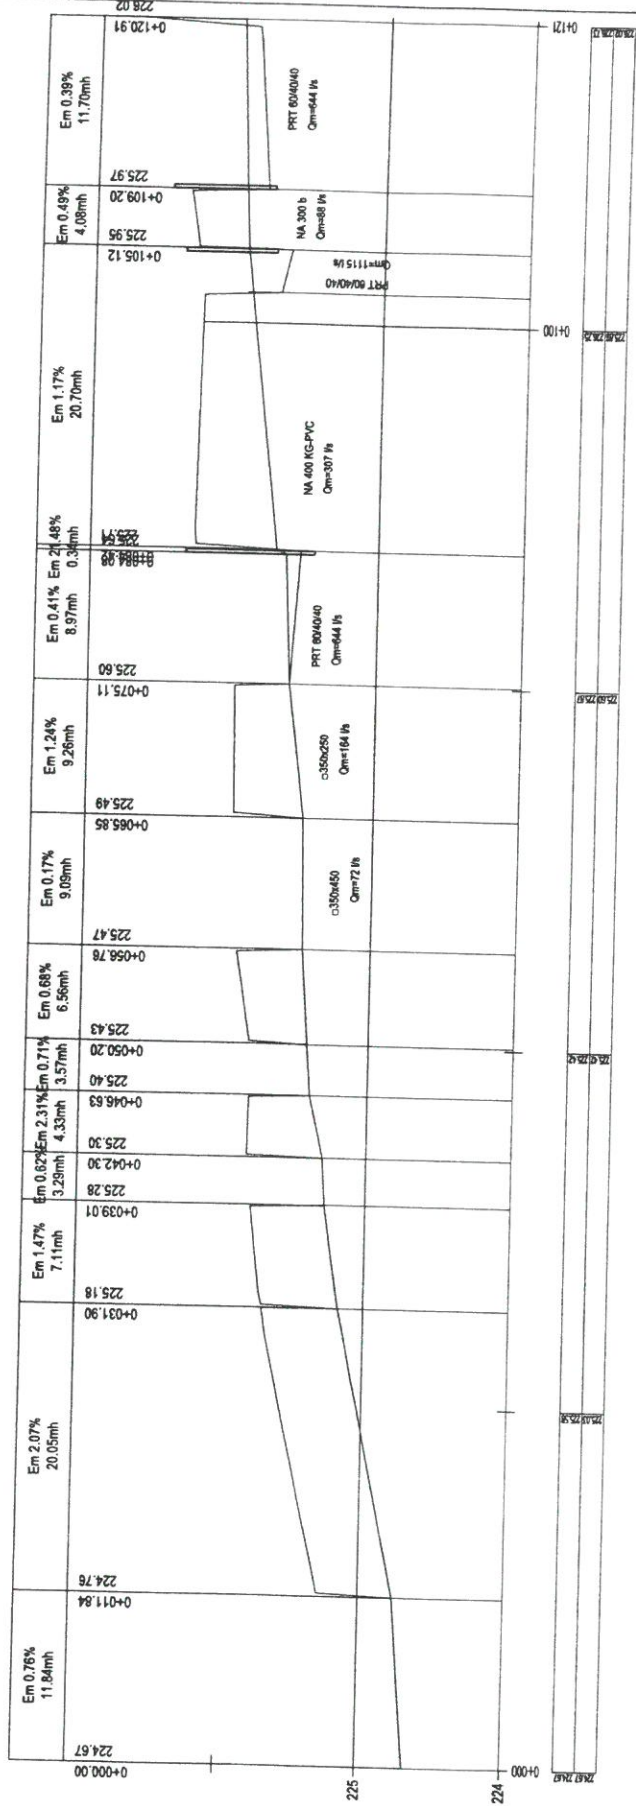 226.02
0+120.91
Em 0.39%
11.70mh
PRT 60/40/40
Qm=644 l/s
0+121
225.97
0+109.20
Em 0.49%
4.08mh
NA 300 b
Qm=88 l/s
225.95
0+105.12
PRT 60/40/40
Qm=1115 l/s
0+100
Em 1.17%
20.70mh
NA 400 KG-PVC
Qm=307 l/s
225.71
Em 21.48%
0.34mh
0+084.08
Em 0.41%
8.97mh
PRT 80/40/40
Qm=644 l/s
225.60
0+075.11
Em 1.24%
9.26mh
□350x250
Qm=164 l/s
225.49
0+065.85
Em 0.17%
9.09mh
□350x450
Qm=72 l/s
225.47
0+056.76
Em 0.68%
6.56mh
225.43
0+050.20
Em 0.71%
3.57mh
225.40
0+046.63
Em 2.31%
4.33mh
225.30
0+042.30
Em 0.62%
3.29mh
225.28
0+039.01
Em 1.47%
7.11mh
225.18
0+031.90
Em 2.07%
20.05mh
224.76
0+011.84
Em 0.76%
11.84mh
224.67
0+000.00
225
224
0+000